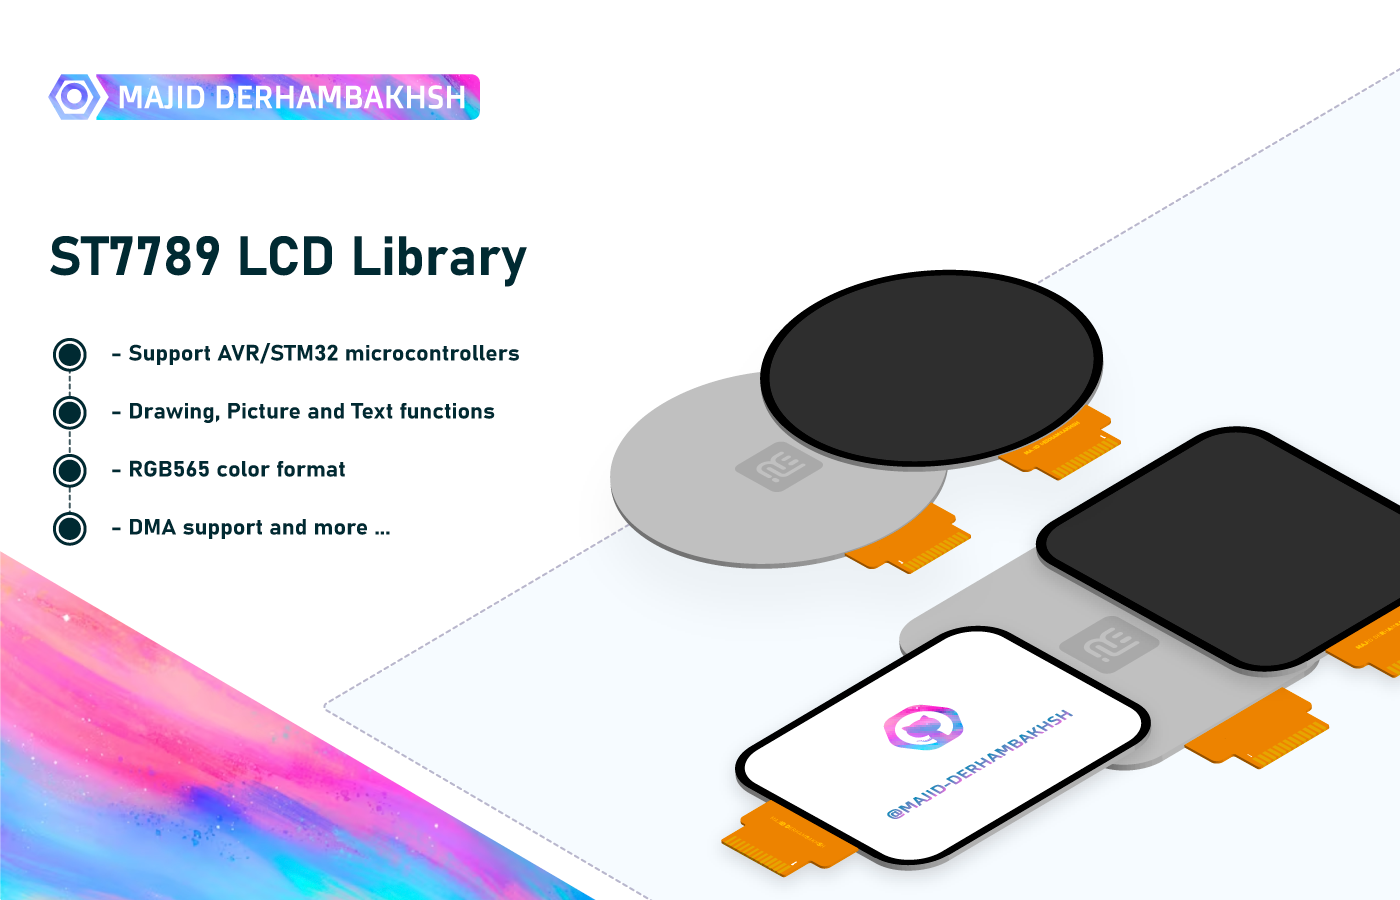 MAJID DERHAMBAKHSH
ST7789 LCD Library
- Support AVR/STM32 microcontrollers
- Drawing, Picture and Text functions
- RGB565 color format
- DMA support and more ...
@MAJID-DERHAMBAKHSH